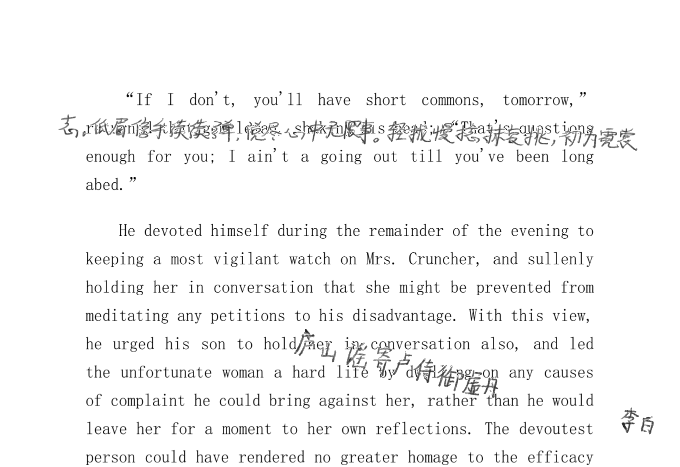 “If I don't, you'll have short commons, tomorrow,”
志。低眉信手续续弹，说尽心中无限事。轻拢慢捻抹复挑，初为霓裳
questions
enough for you; I ain't a going out till you've been long
abed.”
He devoted himself during the remainder of the evening to
keeping a most vigilant watch on Mrs. Cruncher, and sullenly
holding her in conversation that she might be prevented from
meditating any petitions to his disadvantage. With this view,
he urged his son to hold her in conversation also, and led
庐山谣寄卢侍御虚舟
the unfortunate woman a hard life by dwelling on any causes
of complaint he could bring against her, rather than he would
李白
leave her for a moment to her own reflections. The devoutest
person could have rendered no greater homage to the efficacy